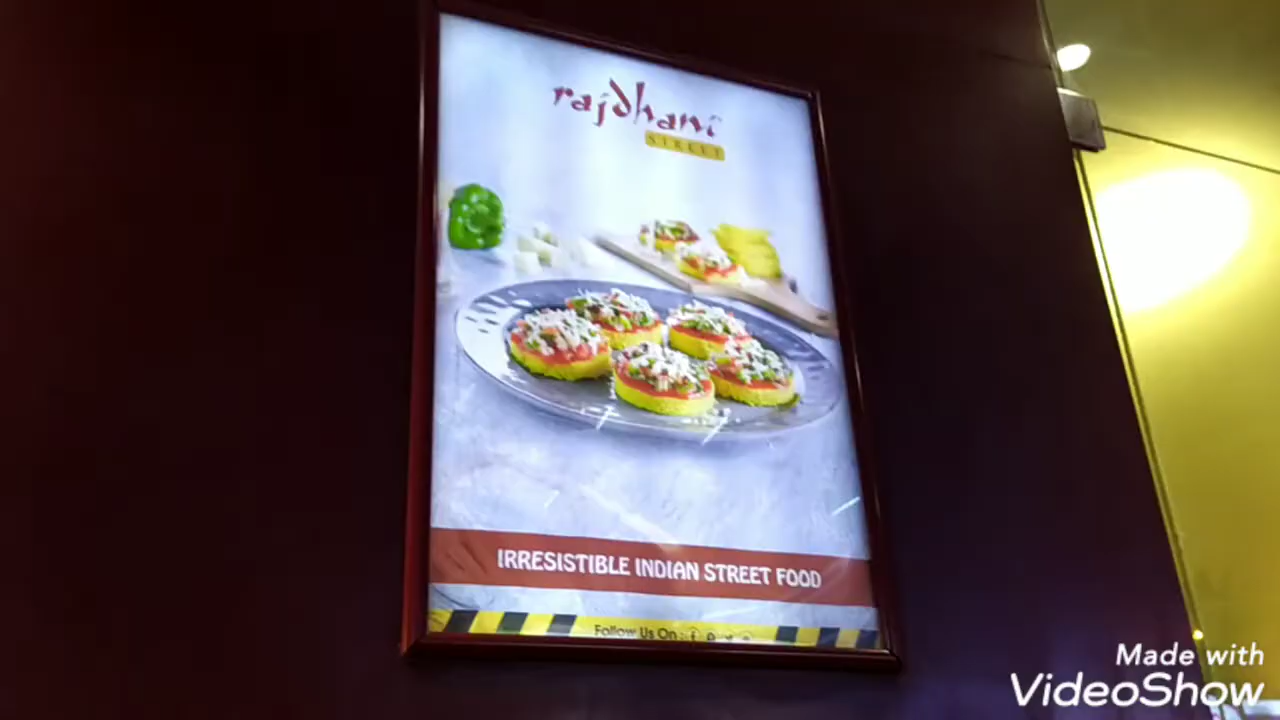 rajdhani
STREET
IRRESISTIBLE INDIAN STREET FOOD
Follow Us On
Made with
VideoShow